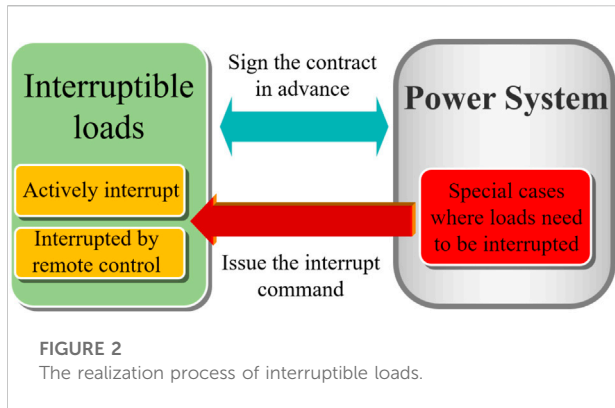 Interruptible
loads
Actively interrupt
Interrupted by
remote control
Sign the contract
in advance
Issue the interrupt
command
Power System
Special cases
where loads need
to be interrupted
FIGURE 2
The realization process of interruptible loads.